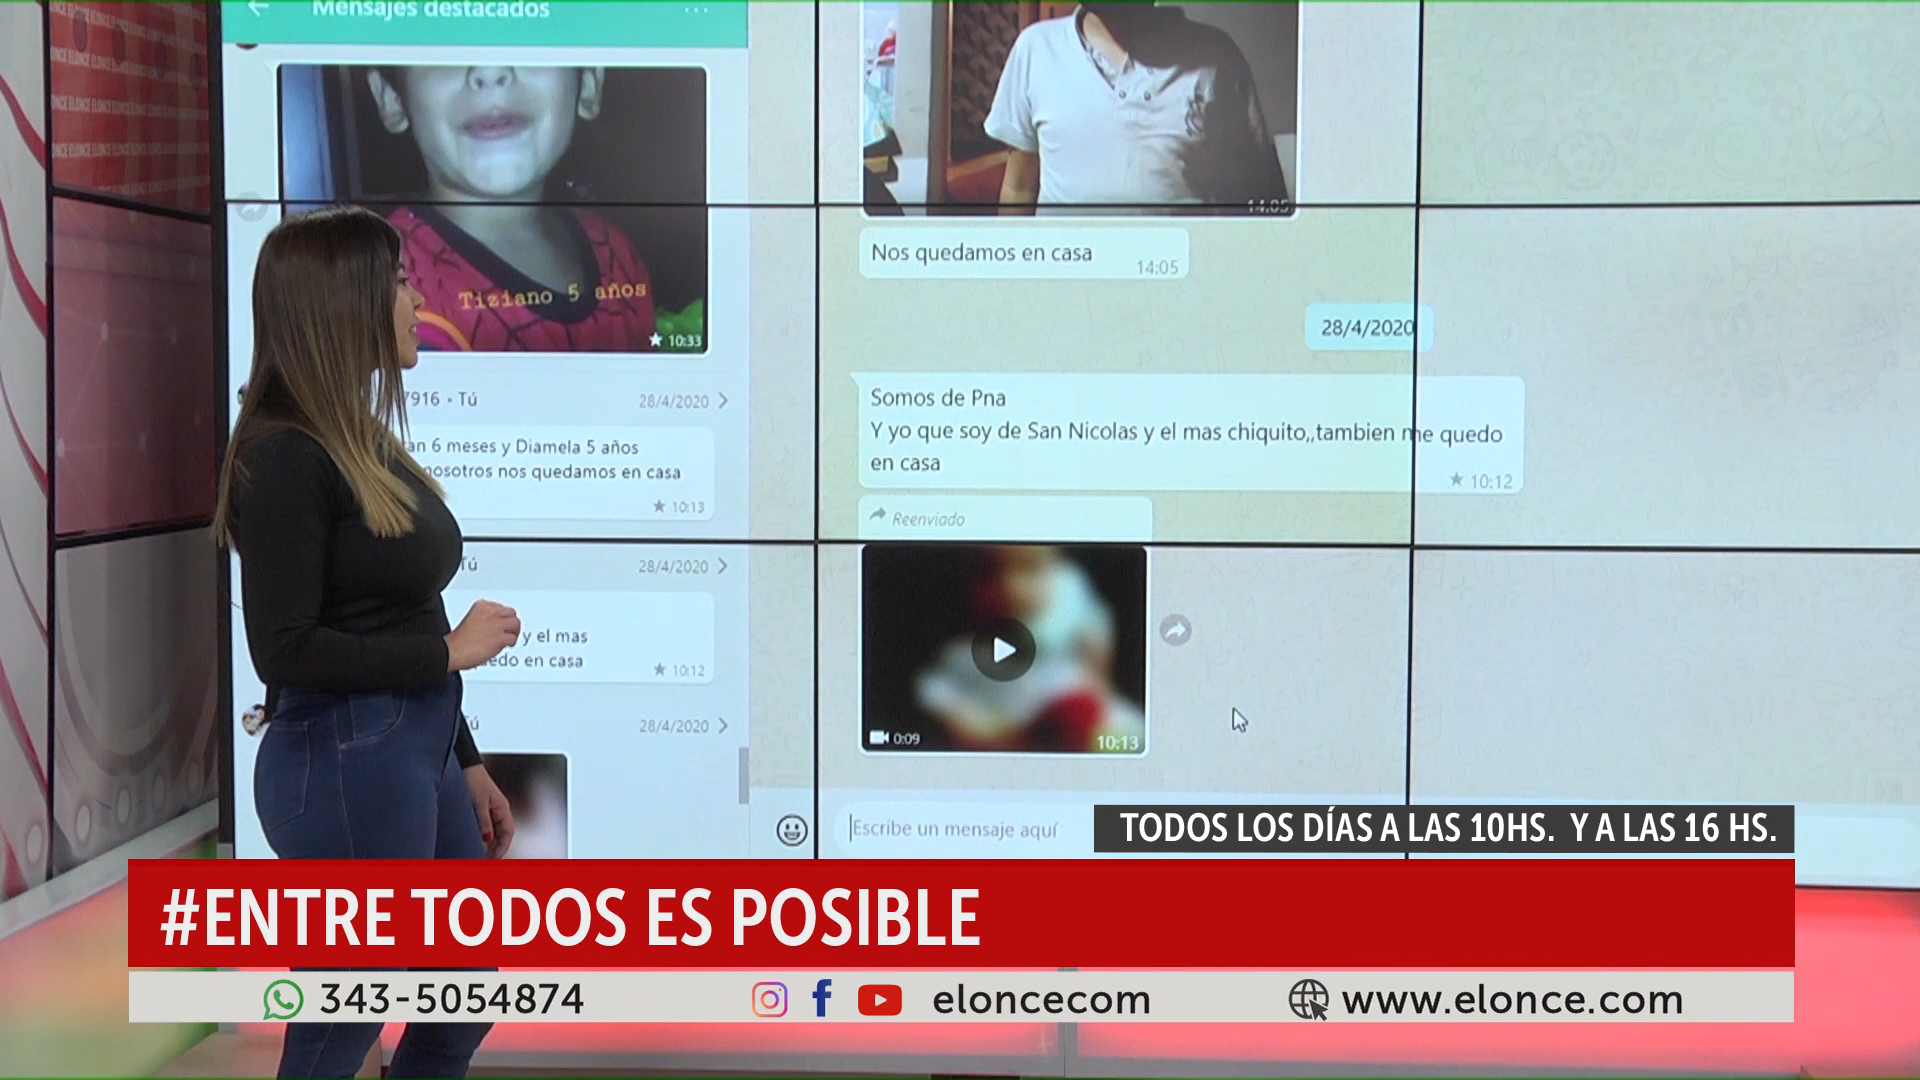 Mensajes destacados
ELONCE ELONCE ELONCE
Tiziano 5 años
★ 10:33
7916 • Tú
28/4/2020
an 6 meses y Diamela 5 años
nosotros nos quedamos en casa
★ 10:13
Tú
28/4/2020
y el mas
en casa
★ 10:12
28/4/2020
14:05
Nos quedamos en casa
14:05
28/4/2020
Somos de Pna
Y yo que soy de San Nicolas y el mas chiquito,,tambien me quedo
en casa
★ 10:12
Reenviado
0:09
10:13
Escribe un mensaje aquí
TODOS LOS DÍAS A LAS 10HS. Y A LAS 16 HS.
#ENTRE TODOS ES POSIBLE
343-5054874
eloncecom
www.elonce.com